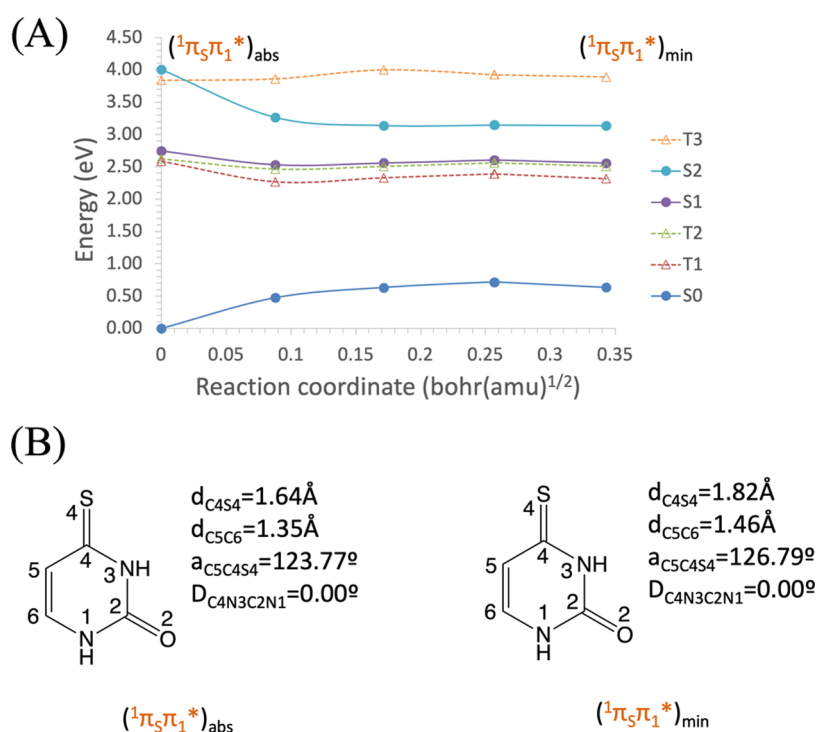 (A)
(¹πSπ₁*)abs
(¹πSπ₁*)min
4.50
4.00
3.50
3.00
2.50
2.00
1.50
1.00
0.50
0.00
Energy (eV)
0 0.05 0.1 0.15 0.2 0.25 0.3 0.35
Reaction coordinate (bohr(amu)¹/²)
T3
S2
S1
T2
T1
S0
(B)
S
4
4
5
NH
3
6
1
2
2
N
H
O
dC4S4=1.64Å
dC5C6=1.35Å
aC5C4S4=123.77º
DC4N3C2N1=0.00º
(¹πSπ₁*)abs
S
4
4
5
NH
3
6
1
2
2
N
H
O
dC4S4=1.82Å
dC5C6=1.46Å
aC5C4S4=126.79º
DC4N3C2N1=0.00º
(¹πSπ₁*)min